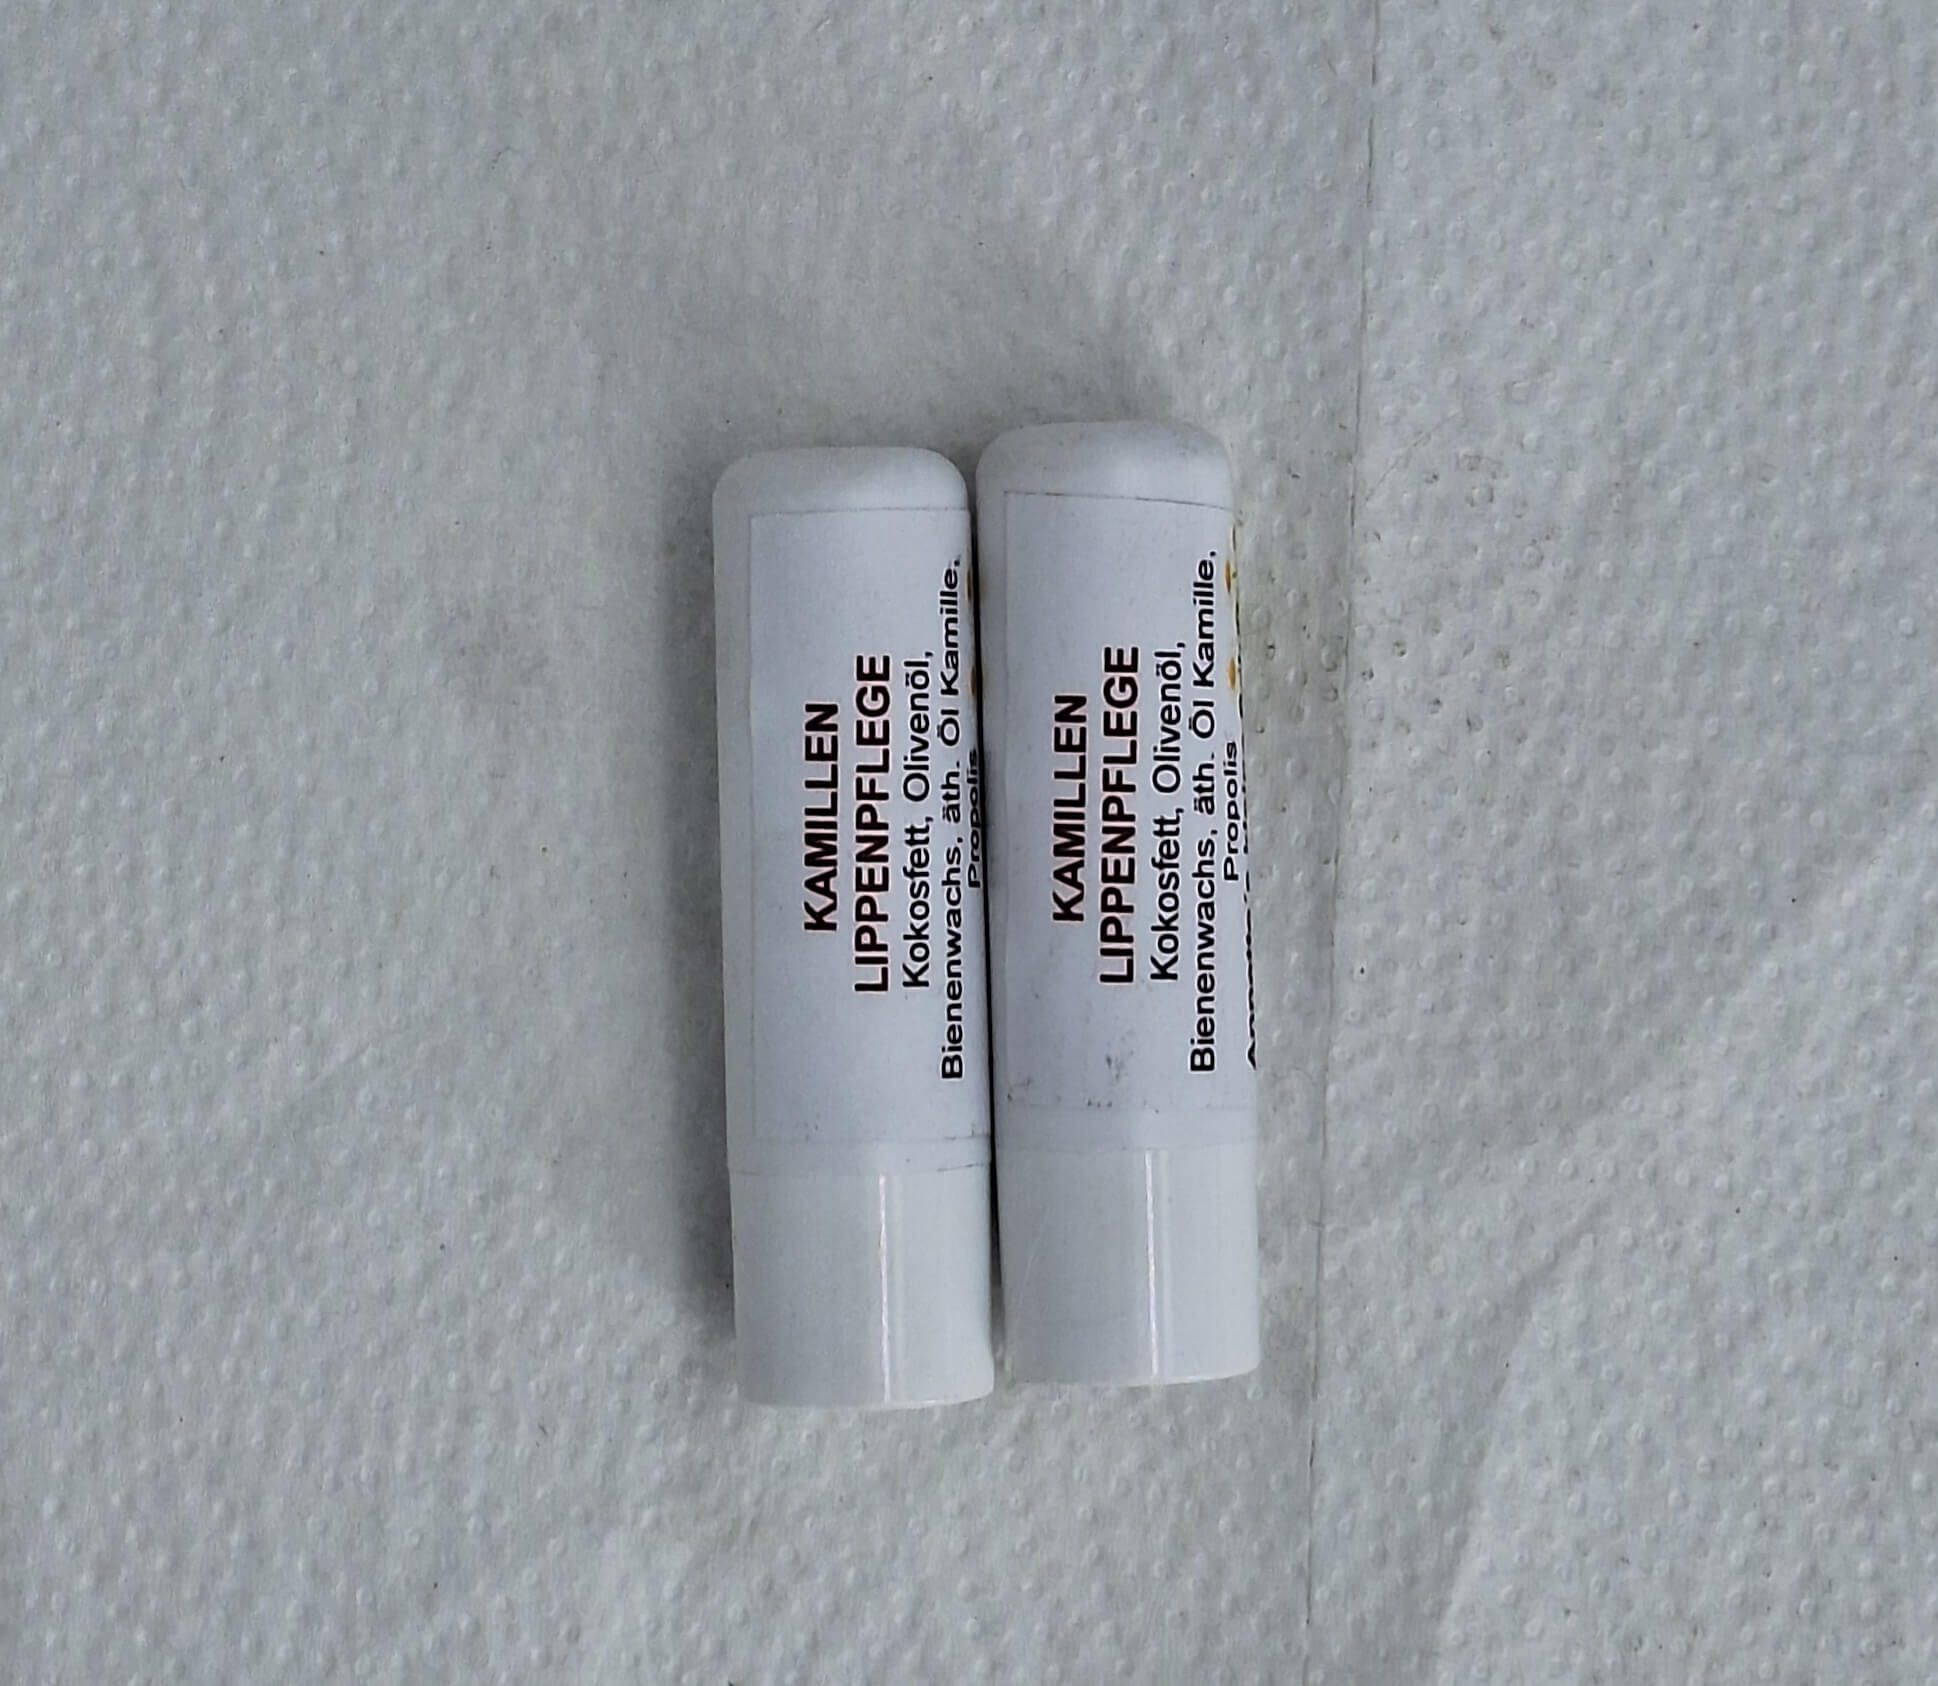 KAMILLEN
LIPPENPFLEGE
Kokosfett, Olivenöl,
Bienenwachs, äth. Öl Kamille,
Propolis
KAMILLEN
LIPPENPFLEGE
Kokosfett, Olivenöl,
Bienenwachs, äth. Öl Kamille,
Propolis